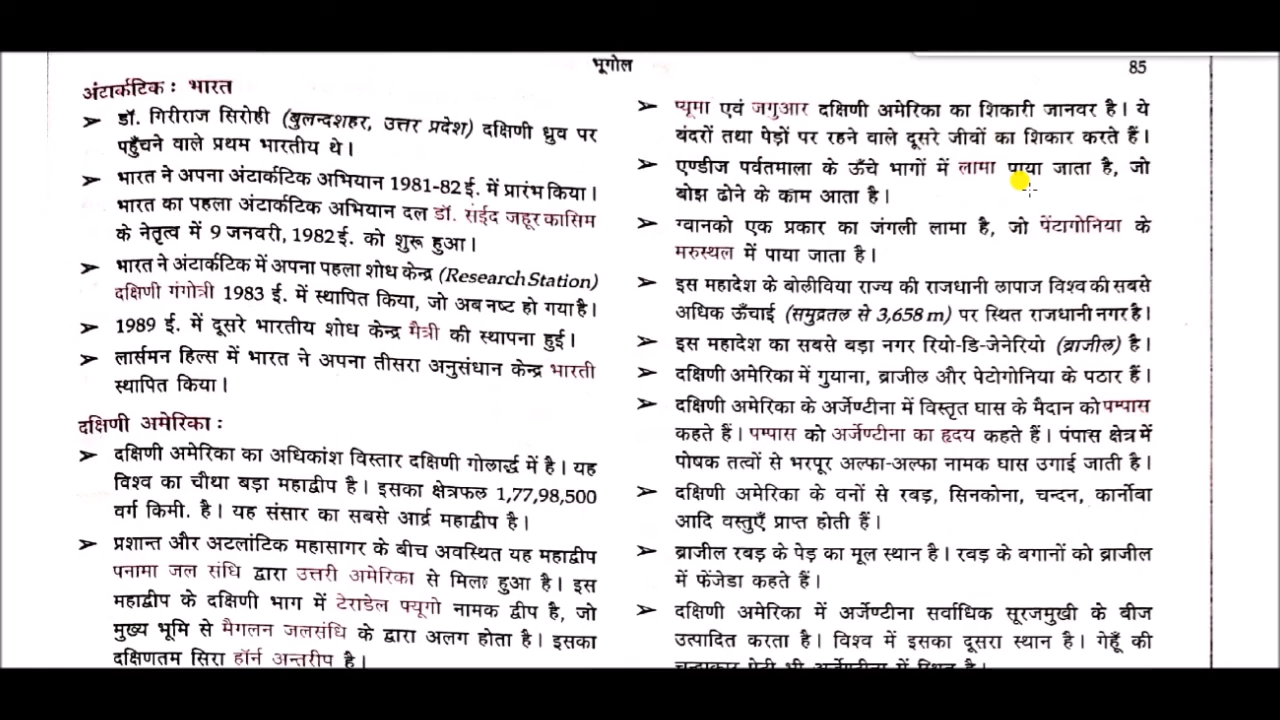 भूगोल
85
अंटार्कटिक : भारत
➢ डॉ. गिरीराज सिरोही (बुलन्दशहर, उत्तर प्रदेश) दक्षिणी ध्रुव पर
पहुँचने वाले प्रथम भारतीय थे।
➢ भारत ने अपना अंटार्कटिक अभियान 1981-82 ई. में प्रारंभ किया।
भारत का पहला अंटार्कटिक अभियान दल डॉ. सईद जहूर कासिम
के नेतृत्व में 9 जनवरी, 1982 ई. को शुरू हुआ।
➢ भारत ने अंटार्कटिक में अपना पहला शोध केन्द्र (Research Station)
दक्षिणी गंगोत्री 1983 ई. में स्थापित किया, जो अब नष्ट हो गया है।
➢ 1989 ई. में दूसरे भारतीय शोध केन्द्र मैत्री की स्थापना हुई।
➢ लार्समन हिल्स में भारत ने अपना तीसरा अनुसंधान केन्द्र भारती
स्थापित किया।
दक्षिणी अमेरिका :
➢ दक्षिणी अमेरिका का अधिकांश विस्तार दक्षिणी गोलार्द्ध में है। यह
विश्व का चौथा बड़ा महाद्वीप है। इसका क्षेत्रफल 1,77,98,500
वर्ग किमी. है। यह संसार का सबसे आर्द्र महाद्वीप है।
➢ प्रशान्त और अटलांटिक महासागर के बीच अवस्थित यह महाद्वीप
पनामा जल संधि द्वारा उत्तरी अमेरिका से मिला हुआ है। इस
महाद्वीप के दक्षिणी भाग में टेराडेल फ्यूगो नामक द्वीप है, जो
मुख्य भूमि से मैगलन जलसंधि के द्वारा अलग होता है। इसका
दक्षिणतम सिरा हॉर्न अन्तरीप है।
➢ प्यूमा एवं जगुआर दक्षिणी अमेरिका का शिकारी जानवर है। ये
बंदरों तथा पेड़ों पर रहने वाले दूसरे जीवों का शिकार करते हैं।
➢ एण्डीज पर्वतमाला के ऊँचे भागों में लामा पाया जाता है, जो
बोझ ढोने के काम आता है।
➢ ग्वानको एक प्रकार का जंगली लामा है, जो पेंटागोनिया के
मरुस्थल में पाया जाता है।
➢ इस महादेश के बोलीविया राज्य की राजधानी लापाज विश्व की सबसे
अधिक ऊँचाई (समुद्रतल से 3,658 m) पर स्थित राजधानी नगर है।
➢ इस महादेश का सबसे बड़ा नगर रियो-डि-जेनेरियो (ब्राजील) है।
➢ दक्षिणी अमेरिका में गुयाना, ब्राजील और पेटोगोनिया के पठार हैं।
➢ दक्षिणी अमेरिका के अर्जेण्टीना में विस्तृत घास के मैदान को पम्पास
कहते हैं। पम्पास को अर्जेण्टीना का हृदय कहते हैं। पंपास क्षेत्र में
पोषक तत्वों से भरपूर अल्फा-अल्फा नामक घास उगाई जाती है।
➢ दक्षिणी अमेरिका के वनों से रबड़, सिनकोना, चन्दन, कार्नोबा
आदि वस्तुएँ प्राप्त होती हैं।
➢ ब्राजील रबड़ के पेड़ का मूल स्थान है। रबड़ के बगानों को ब्राजील
में फेंजेडा कहते हैं।
➢ दक्षिणी अमेरिका में अर्जेण्टीना सर्वाधिक सूरजमुखी के बीज
उत्पादित करता है। विश्व में इसका दूसरा स्थान है। गेहूँ की
चन्द्राकार पेटी भी अर्जेण्टीना में स्थित है।